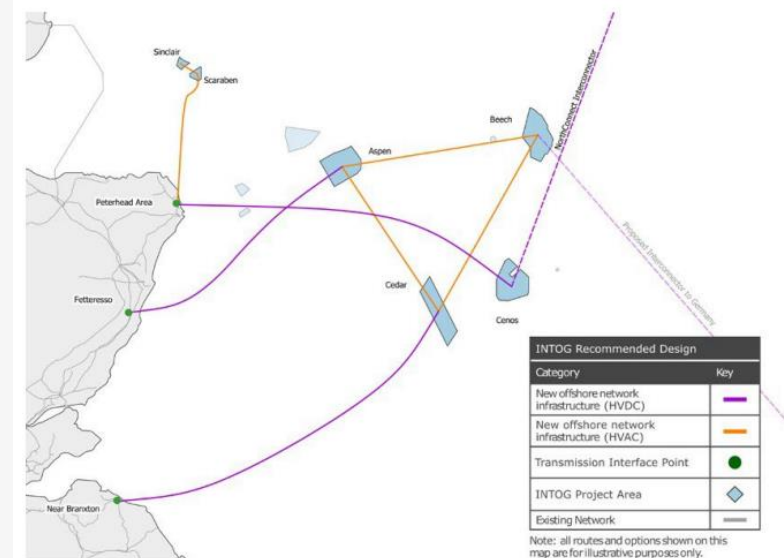 Sinclair
Scaraben
NorthConnect Interconnector
Beech
Aspen
Peterhead Area
Proposed Interconnector to Germany
Fetteresso
Cedar
Cenos
Near Branxton
INTOG Recommended Design
Category Key
New offshore network
infrastructure (HVDC)
New offshore network
infrastructure (HVAC)
Transmission Interface Point
INTOG Project Area
Existing Network
Note: all routes and options shown on this
map are for illustrative purposes only.